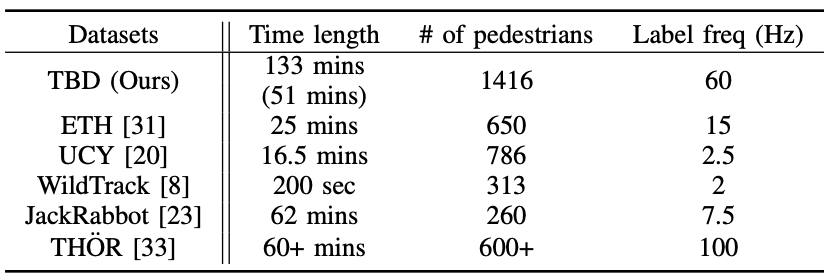 Datasets Time length # of pedestrians Label freq (Hz)
TBD (Ours) 133 mins (51 mins) 1416 60
ETH [31] 25 mins 650 15
UCY [20] 16.5 mins 786 2.5
WildTrack [8] 200 sec 313 2
JackRabbot [23] 62 mins 260 7.5
THÖR [33] 60+ mins 600+ 100